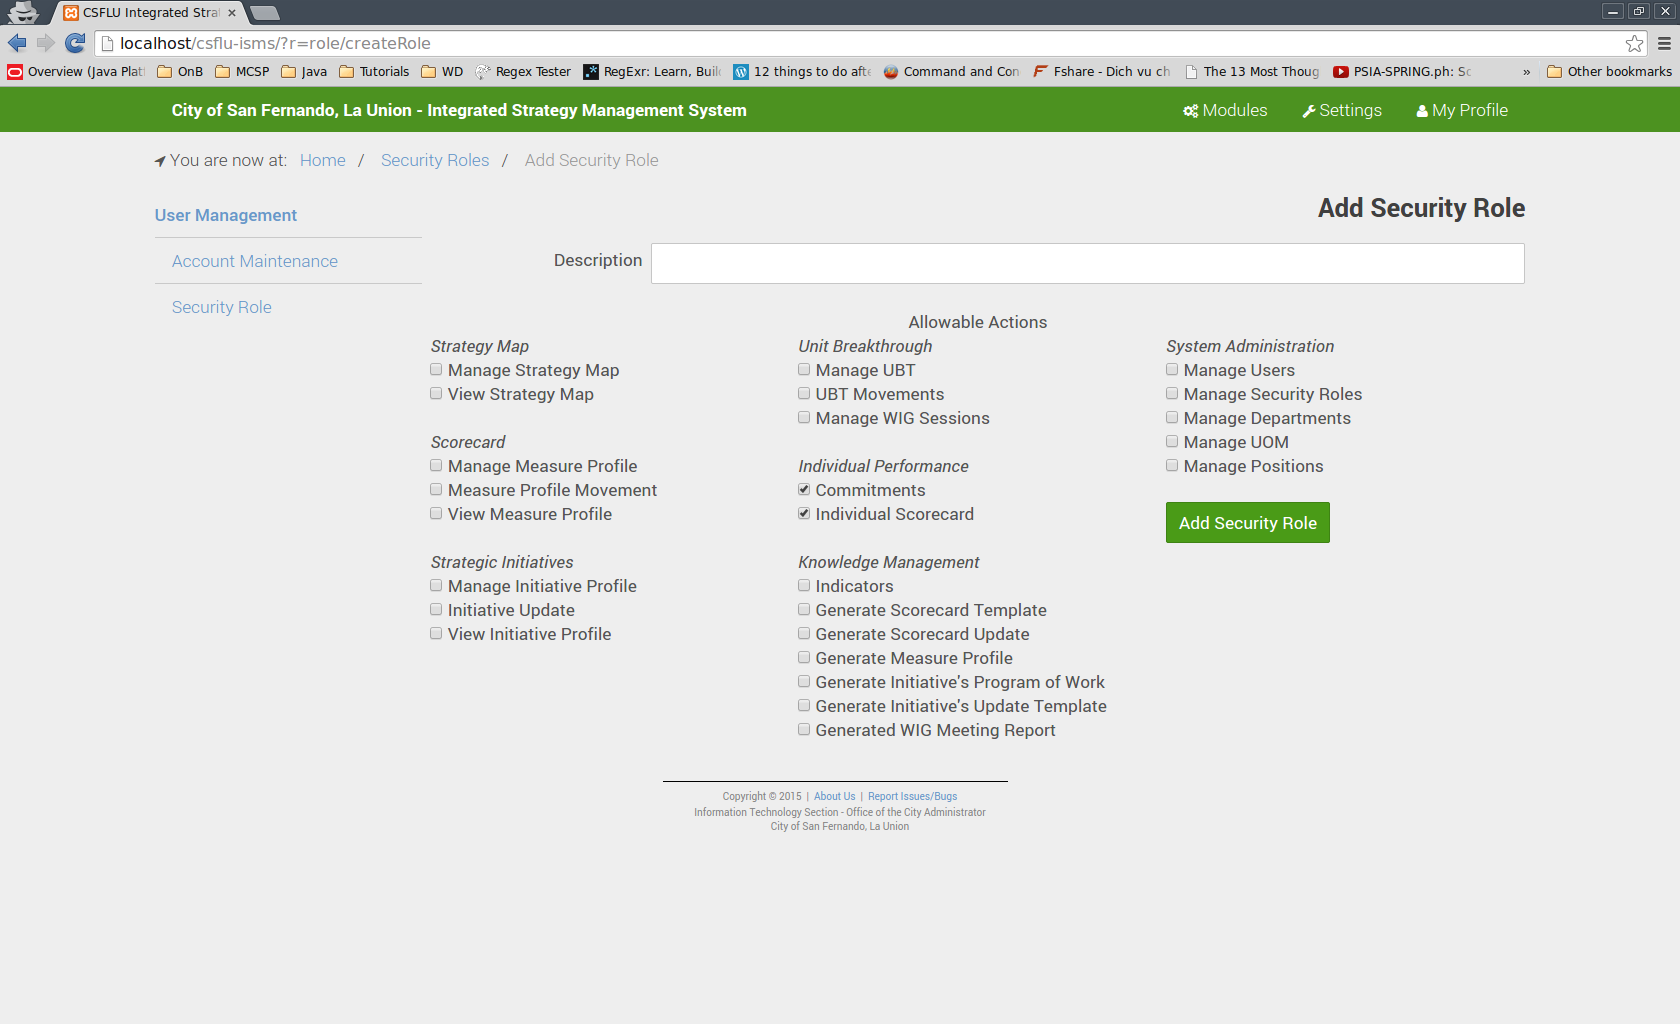 CSFLU Integrated Stra
localhost/csflu-isms/?r=role/createRole
Overview (Java Plat
OnB
MCSP
Java
Tutorials
WD
Regex Tester
RegExr: Learn, Buil
12 things to do afte
Command and Con
Fshare - Dich vu ch
The 13 Most Thoug
PSIA-SPRING.ph: Sc
»
Other bookmarks
City of San Fernando, La Union - Integrated Strategy Management System
Modules
Settings
My Profile
You are now at: Home / Security Roles / Add Security Role
User Management
Account Maintenance
Security Role
Add Security Role
Description
Allowable Actions
Strategy Map
Manage Strategy Map
View Strategy Map
Scorecard
Manage Measure Profile
Measure Profile Movement
View Measure Profile
Strategic Initiatives
Manage Initiative Profile
Initiative Update
View Initiative Profile
Unit Breakthrough
Manage UBT
UBT Movements
Manage WIG Sessions
Individual Performance
Commitments
Individual Scorecard
Knowledge Management
Indicators
Generate Scorecard Template
Generate Scorecard Update
Generate Measure Profile
Generate Initiative's Program of Work
Generate Initiative's Update Template
Generated WIG Meeting Report
System Administration
Manage Users
Manage Security Roles
Manage Departments
Manage UOM
Manage Positions
Add Security Role
Copyright © 2015 | About Us | Report Issues/Bugs
Information Technology Section - Office of the City Administrator
City of San Fernando, La Union